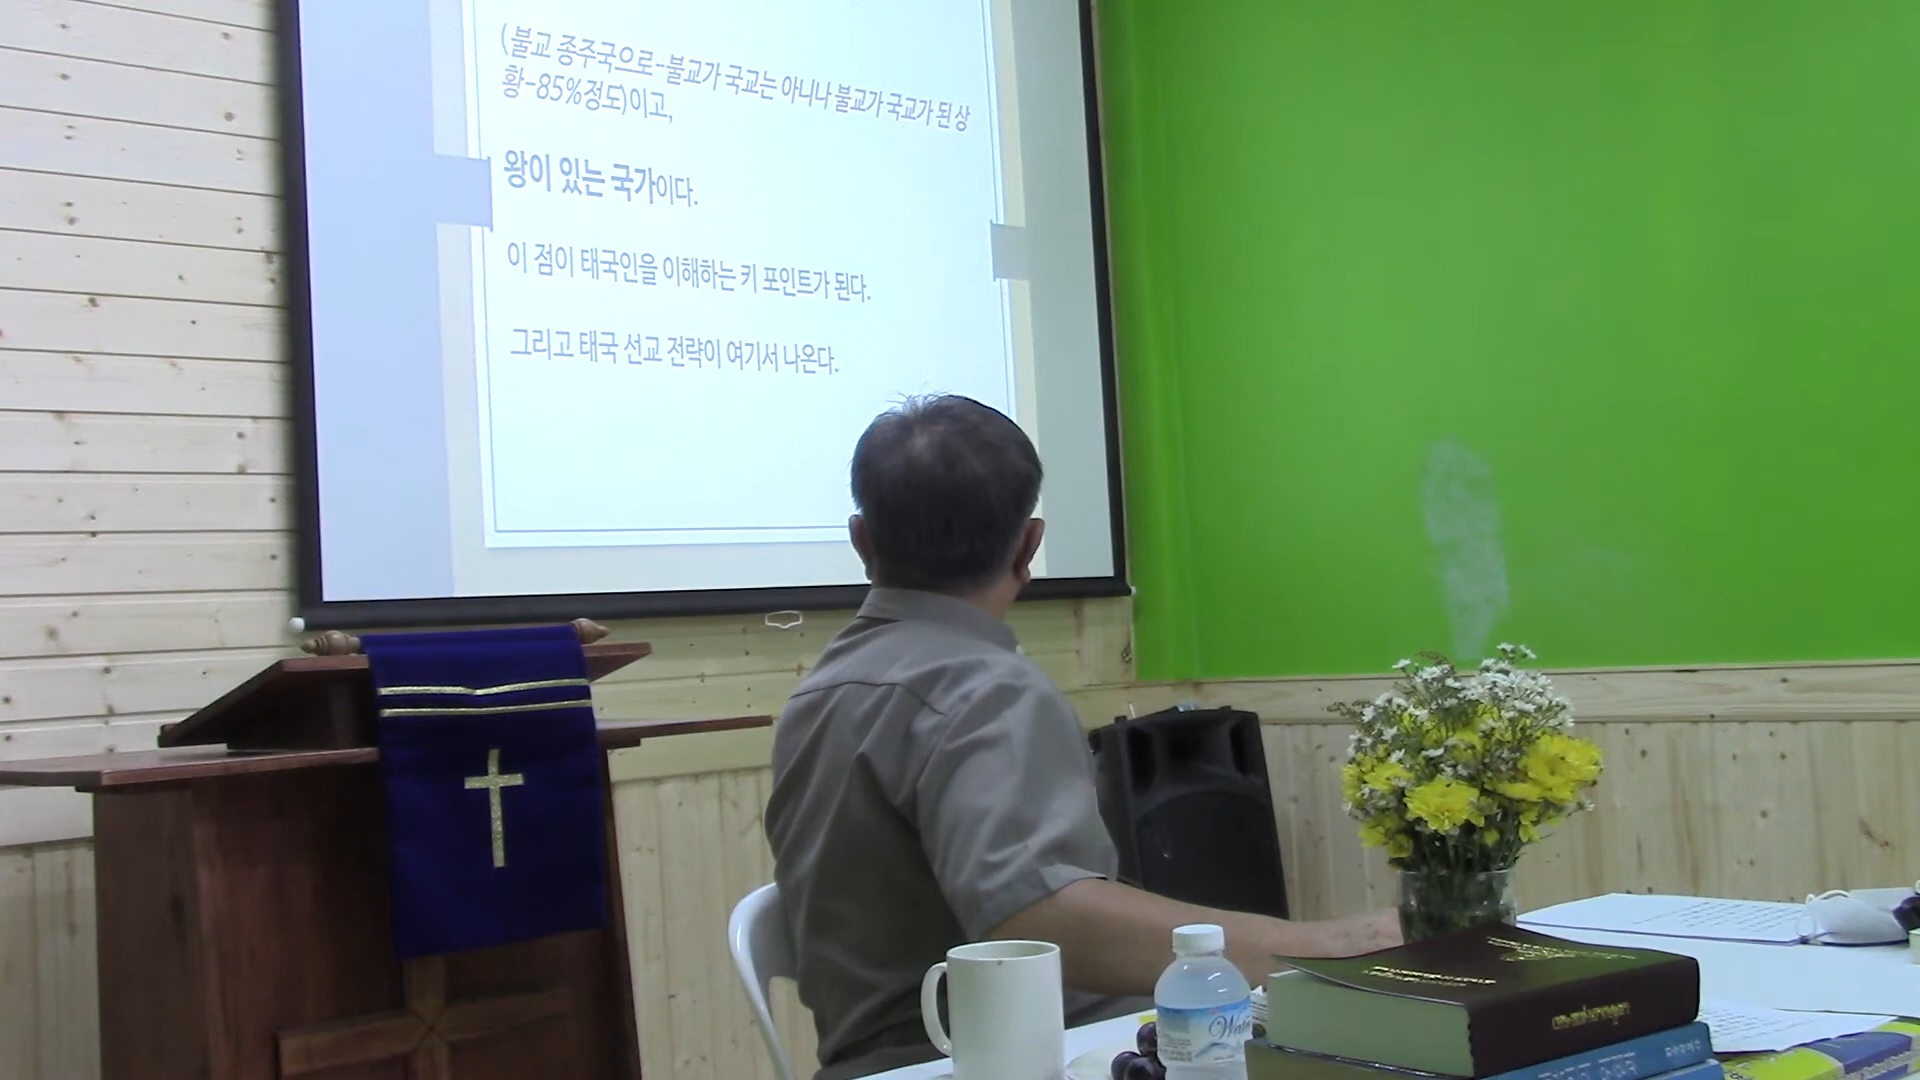 (불교 종주국으로-불교가 국교는 아니나 불교가 국교가 된 상
황-85%정도)이고,
왕이 있는 국가이다.
이 점이 태국인을 이해하는 키 포인트가 된다.
그리고 태국 선교 전략이 여기서 나온다.
Water